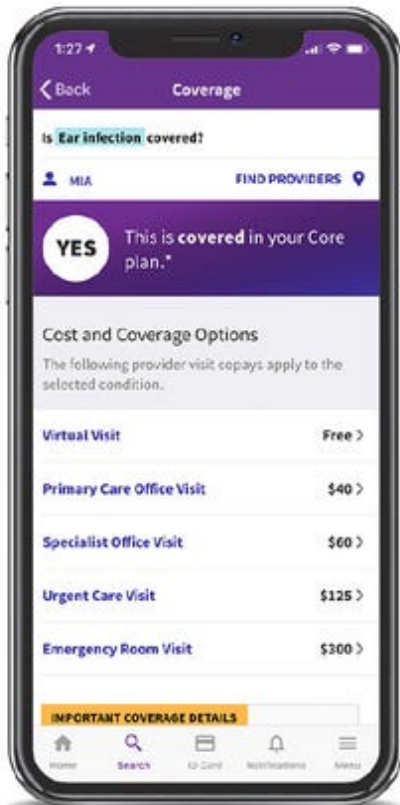 1:27
Back
Coverage
Is Ear infection covered?
MIA
FIND PROVIDERS
YES
This is covered in your Core
plan.*
Cost and Coverage Options
The following provider visit copays apply to the
selected condition.
Virtual Visit
Free
Primary Care Office Visit
$40
Specialist Office Visit
$60
Urgent Care Visit
$125
Emergency Room Visit
$300
IMPORTANT COVERAGE DETAILS
Home
Search
ID Card
Notifications
Menu